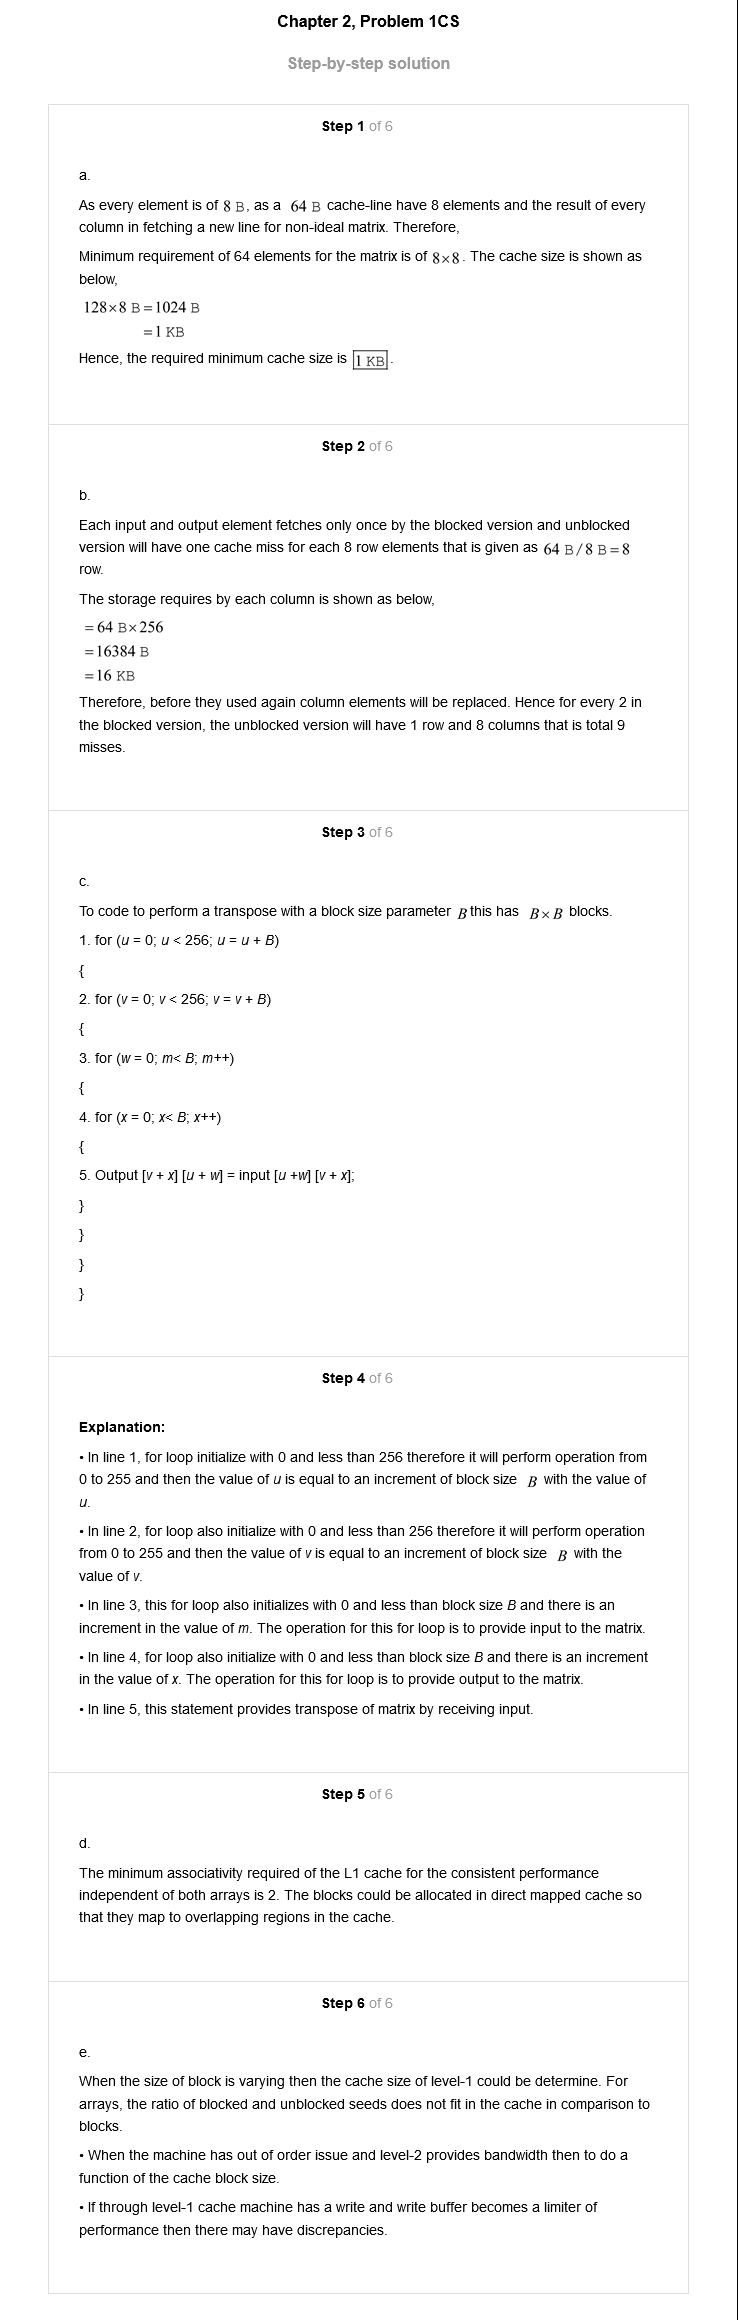 Chapter 2, Problem 1CS
Step-by-step solution
Step 1 of 6
a.
As every element is of 8 B, as a 64 B cache-line have 8 elements and the result of every
column in fetching a new line for non-ideal matrix. Therefore,
Minimum requirement of 64 elements for the matrix is of 8×8. The cache size is shown as
below,
128×8 B=1024 B
=1 KB
Hence, the required minimum cache size is 1 KB.
Step 2 of 6
b.
Each input and output element fetches only once by the blocked version and unblocked
version will have one cache miss for each 8 row elements that is given as 64 B/8 B=8
row.
The storage requires by each column is shown as below,
=64 B×256
=16384 B
=16 KB
Therefore, before they used again column elements will be replaced. Hence for every 2 in
the blocked version, the unblocked version will have 1 row and 8 columns that is total 9
misses.
Step 3 of 6
c.
To code to perform a transpose with a block size parameter B this has B×B blocks.
1. for (u = 0; u < 256; u = u + B)
{
2. for (v = 0; v < 256; v = v + B)
{
3. for (w = 0; m< B; m++)
{
4. for (x = 0; x< B; x++)
{
5. Output [v + x] [u + w] = input [u +w] [v + x];
}
}
}
}
Step 4 of 6
Explanation:
• In line 1, for loop initialize with 0 and less than 256 therefore it will perform operation from
0 to 255 and then the value of u is equal to an increment of block size B with the value of
u.
• In line 2, for loop also initialize with 0 and less than 256 therefore it will perform operation
from 0 to 255 and then the value of v is equal to an increment of block size B with the
value of v.
• In line 3, this for loop also initializes with 0 and less than block size B and there is an
increment in the value of m. The operation for this for loop is to provide input to the matrix.
• In line 4, for loop also initialize with 0 and less than block size B and there is an increment
in the value of x. The operation for this for loop is to provide output to the matrix.
• In line 5, this statement provides transpose of matrix by receiving input.
Step 5 of 6
d.
The minimum associativity required of the L1 cache for the consistent performance
independent of both arrays is 2. The blocks could be allocated in direct mapped cache so
that they map to overlapping regions in the cache.
Step 6 of 6
e.
When the size of block is varying then the cache size of level-1 could be determine. For
arrays, the ratio of blocked and unblocked seeds does not fit in the cache in comparison to
blocks.
• When the machine has out of order issue and level-2 provides bandwidth then to do a
function of the cache block size.
• If through level-1 cache machine has a write and write buffer becomes a limiter of
performance then there may have discrepancies.